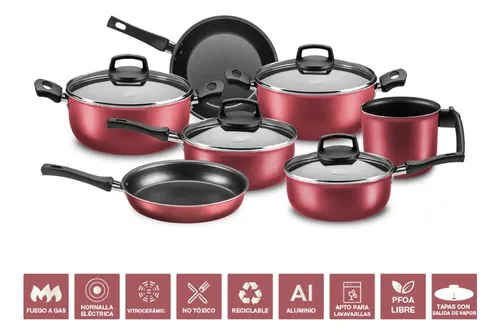 FUEGO A GAS
HORNALLA
ELÉCTRICA
VITROCERÁMIC
NO TÓXICO
RECICLABLE
Al
ALUMINIO
APTO PARA
LAVAVAJILLAS
PFOA
LIBRE
TAPAS CON
SALIDA DE VAPOR